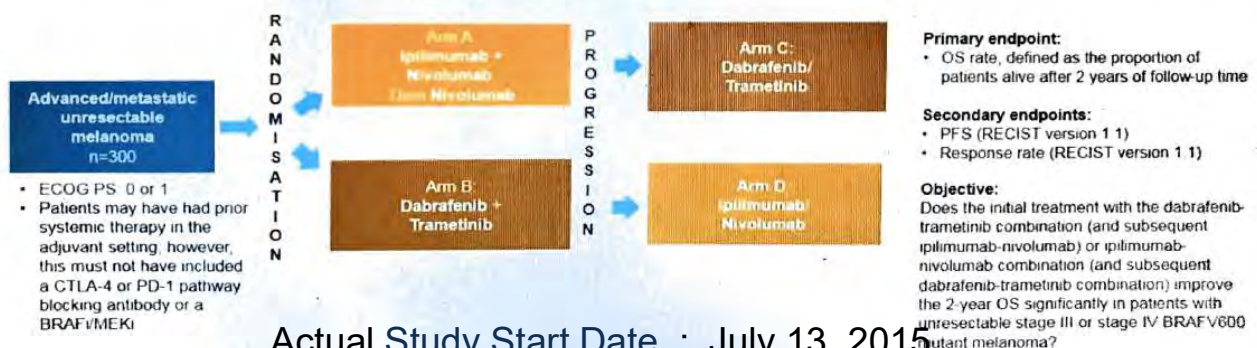 Advanced/metastatic
unresectable
melanoma
n=300
• ECOG PS 0 or 1
• Patients may have had prior
systemic therapy in the
adjuvant setting, however,
this must not have included
a CTLA-4 or PD-1 pathway
blocking antibody or a
BRAFi/MEKi
RANDOMISATION
Arm A
Ipilimumab +
Nivolumab
Then Nivolumab
Arm B:
Dabrafenib +
Trametinib
PROGRESSION
Arm C:
Dabrafenib/
Trametinib
Arm D
Ipilimumab/
Nivolumab
Primary endpoint:
• OS rate, defined as the proportion of
patients alive after 2 years of follow-up time
Secondary endpoints:
• PFS (RECIST version 1 1)
• Response rate (RECIST version 1 1)
Objective:
Does the initial treatment with the dabrafenib-
trametinib combination (and subsequent
ipilimumab-nivolumab) or ipilimumab-
nivolumab combination (and subsequent
dabrafenib-trametinib combination) improve
the 2-year OS significantly in patients with
unresectable stage III or stage IV BRAFV600
mutant melanoma?
Actual Study Start Date : July 13, 2015